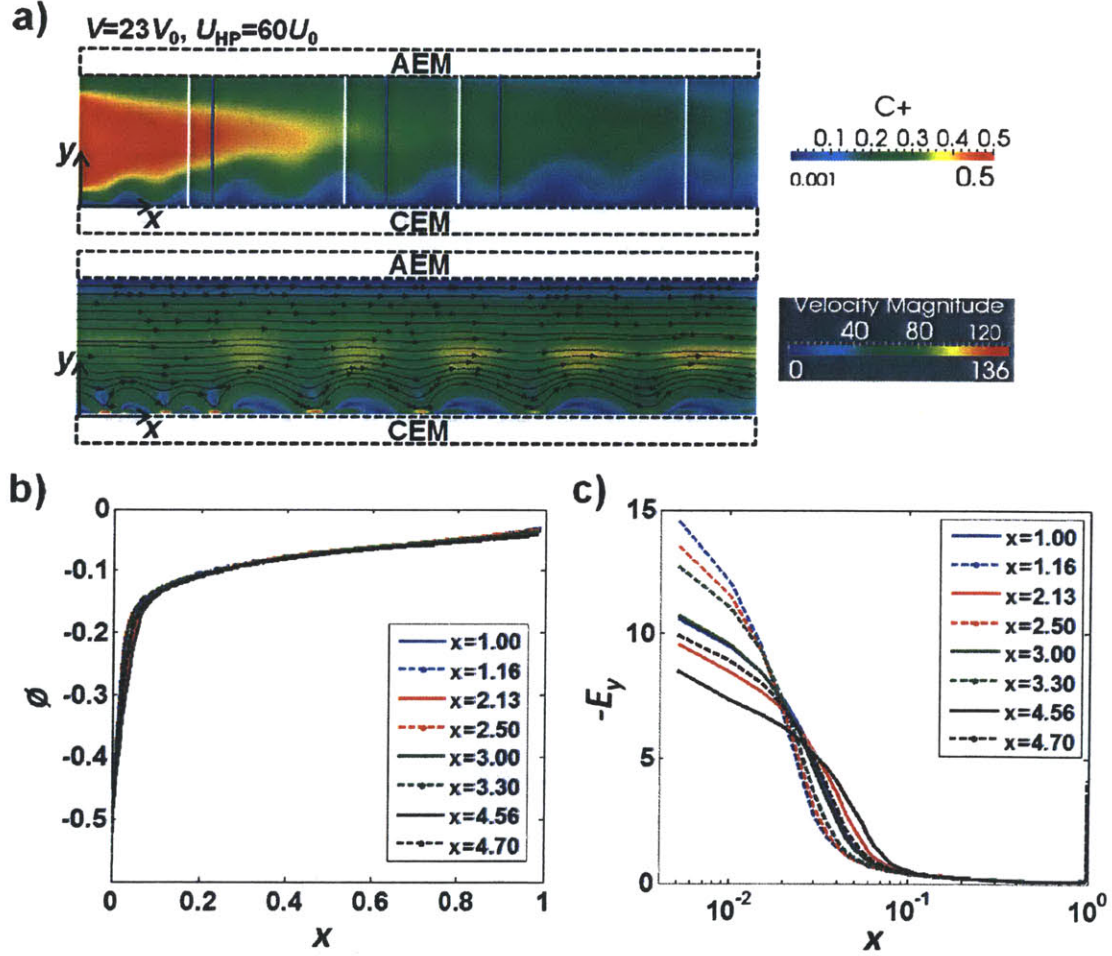 a)
V=23V₀, U_HP=60U₀
AEM
y
x
CEM
C+
0.1 0.2 0.3 0.4 0.5
0.001 0.5
AEM
y
x
CEM
Velocity Magnitude
40 80 120
0 136
b)
0
-0.1
-0.2
-0.3
-0.4
-0.5
Ø
0 0.2 0.4 0.6 0.8 1
x
x=1.00
x=1.16
x=2.13
x=2.50
x=3.00
x=3.30
x=4.56
x=4.70
c)
15
10
5
0
-E_y
10⁻² 10⁻¹ 10⁰
x
x=1.00
x=1.16
x=2.13
x=2.50
x=3.00
x=3.30
x=4.56
x=4.70